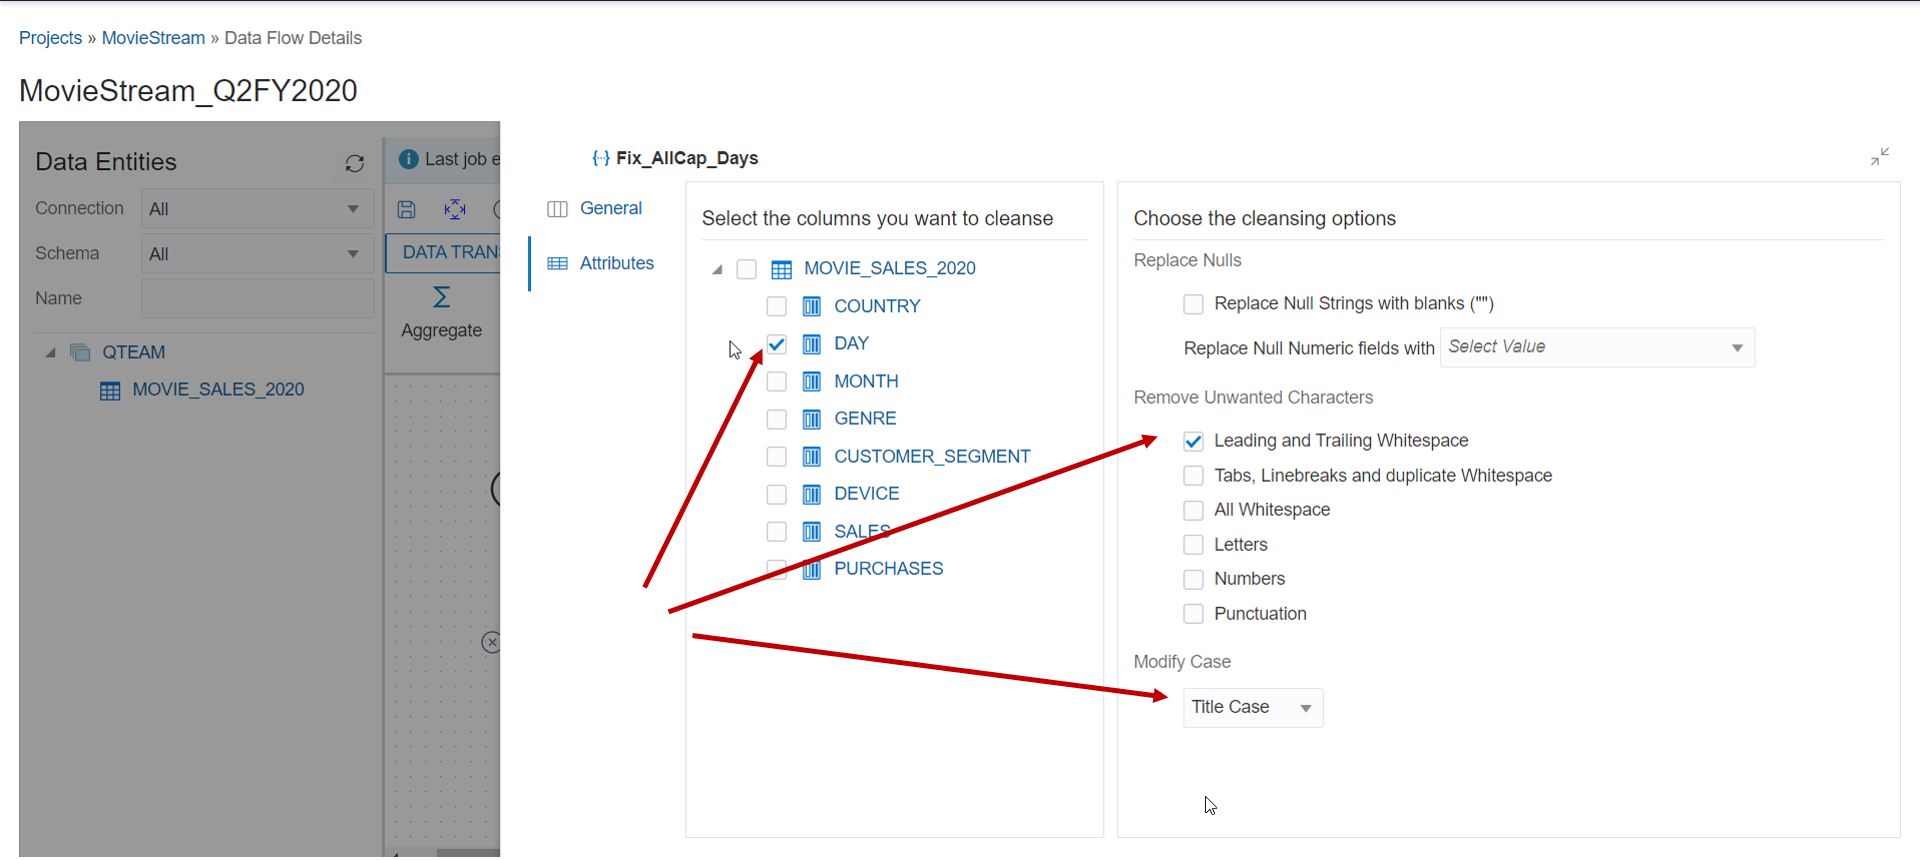 Projects » MovieStream » Data Flow Details
MovieStream_Q2FY2020
Data Entities
Connection All
Schema All
Name
QTEAM
MOVIE_SALES_2020
Last job e
DATA TRAN
Aggregate
{··} Fix_AllCap_Days
General
Attributes
Select the columns you want to cleanse
MOVIE_SALES_2020
COUNTRY
DAY
MONTH
GENRE
CUSTOMER_SEGMENT
DEVICE
SALES
PURCHASES
Choose the cleansing options
Replace Nulls
Replace Null Strings with blanks ("")
Replace Null Numeric fields with Select Value
Remove Unwanted Characters
Leading and Trailing Whitespace
Tabs, Linebreaks and duplicate Whitespace
All Whitespace
Letters
Numbers
Punctuation
Modify Case
Title Case